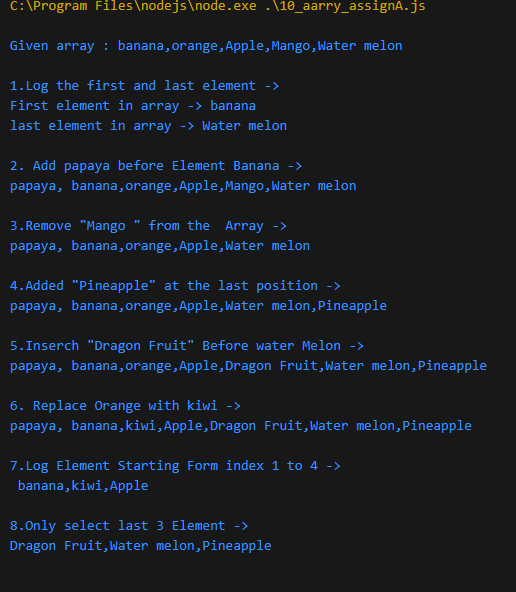 C:\Program Files\nodejs\node.exe .\10_aarry_assignA.js
Given array : banana,orange,Apple,Mango,Water melon
1.Log the first and last element ->
First element in array -> banana
last element in array -> Water melon
2. Add papaya before Element Banana ->
papaya, banana,orange,Apple,Mango,Water melon
3.Remove "Mango " from the  Array ->
papaya, banana,orange,Apple,Water melon
4.Added "Pineapple" at the last position ->
papaya, banana,orange,Apple,Water melon,Pineapple
5.Inserch "Dragon Fruit" Before water Melon ->
papaya, banana,orange,Apple,Dragon Fruit,Water melon,Pineapple
6. Replace Orange with kiwi ->
papaya, banana,kiwi,Apple,Dragon Fruit,Water melon,Pineapple
7.Log Element Starting Form index 1 to 4 ->
 banana,kiwi,Apple
8.Only select last 3 Element ->
Dragon Fruit,Water melon,Pineapple